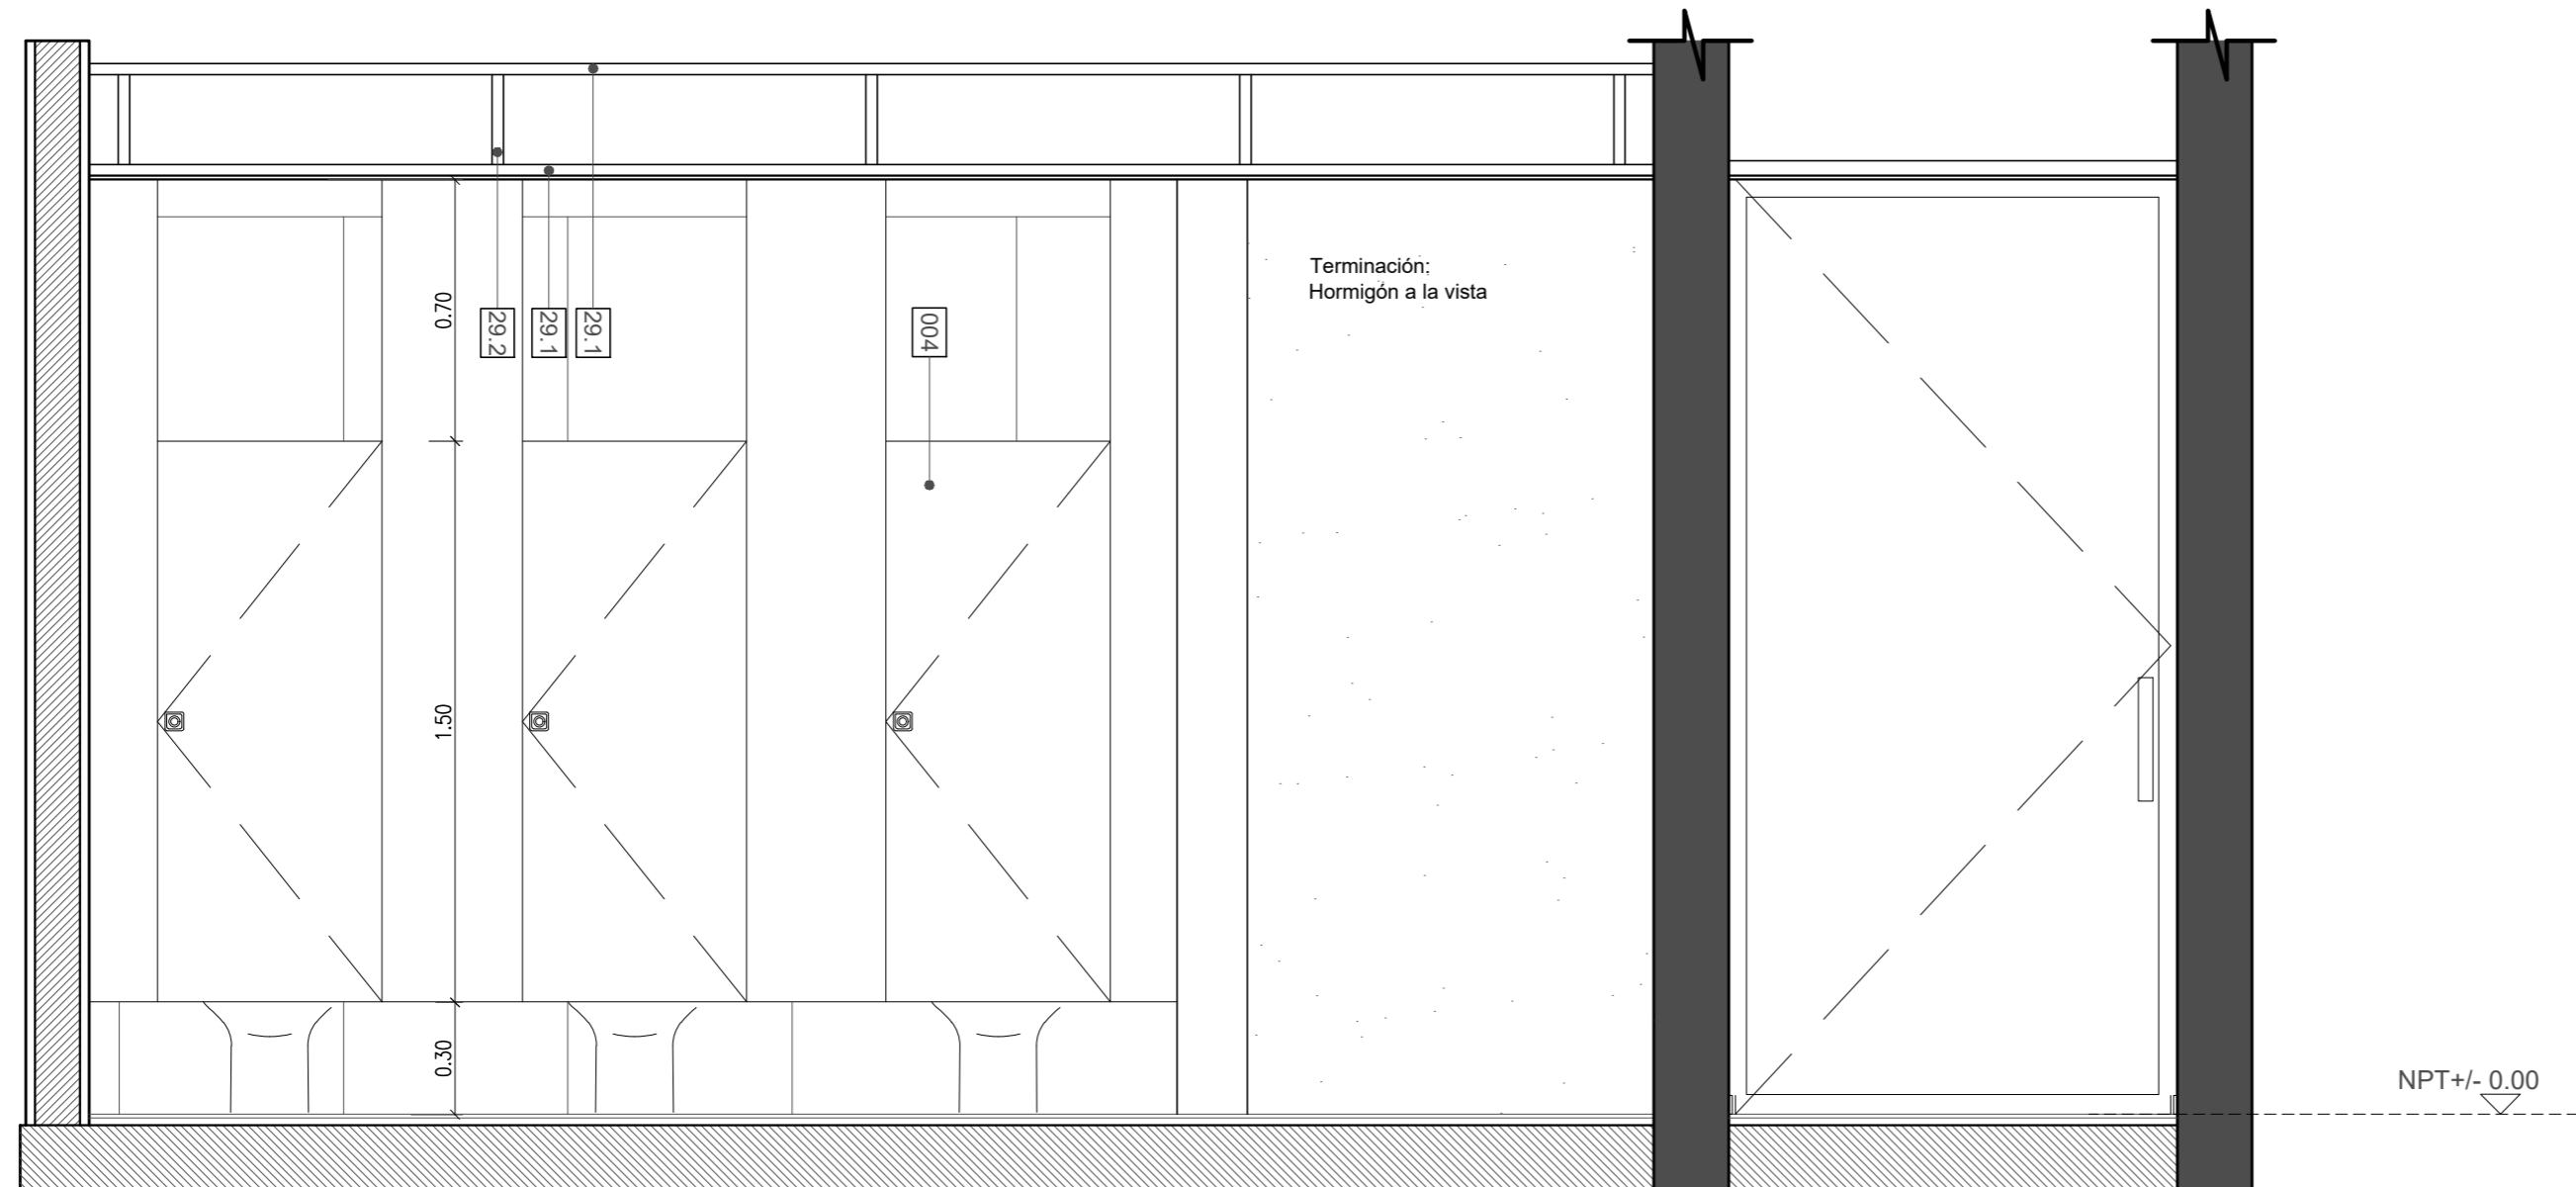 Terminación:
Hormigón a la vista
0.70
29.2
29.1
29.1
004
1.50
0.30
NPT+/- 0.00